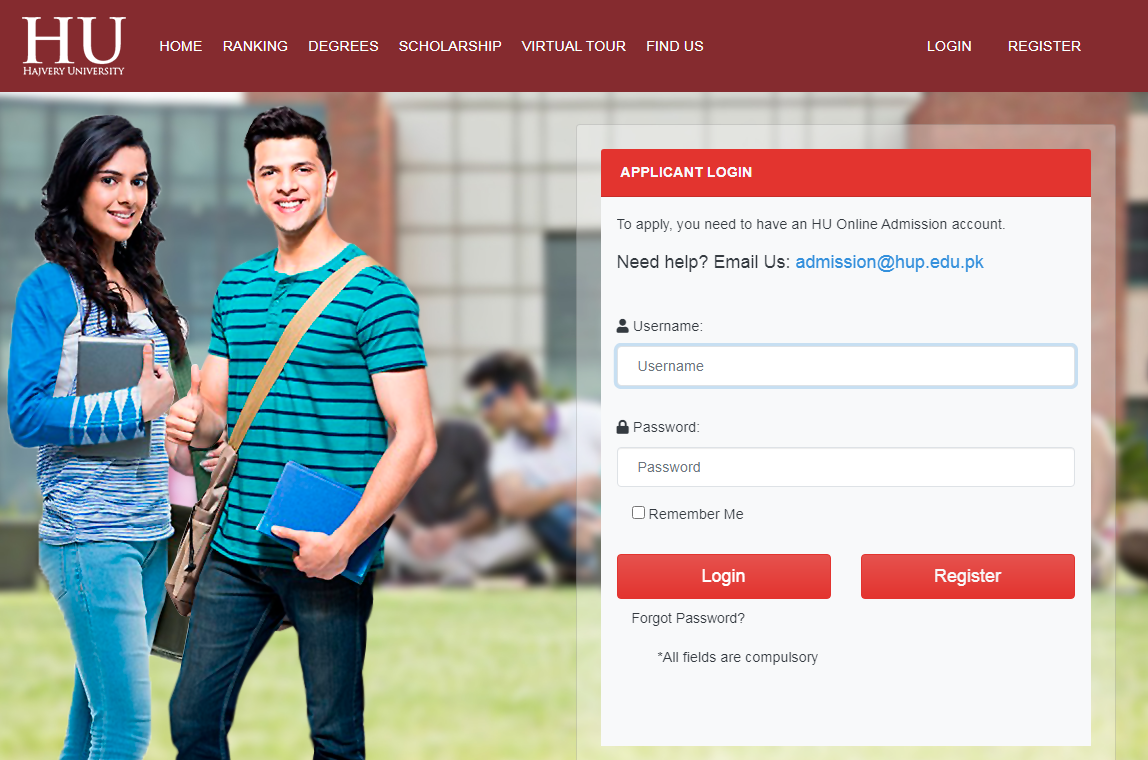 HU
HAJVERY UNIVERSITY
HOME RANKING DEGREES SCHOLARSHIP VIRTUAL TOUR FIND US LOGIN REGISTER
APPLICANT LOGIN
To apply, you need to have an HU Online Admission account.
Need help? Email Us: admission@hup.edu.pk
Username:
Username
Password:
Password
Remember Me
Login Register
Forgot Password?
*All fields are compulsory